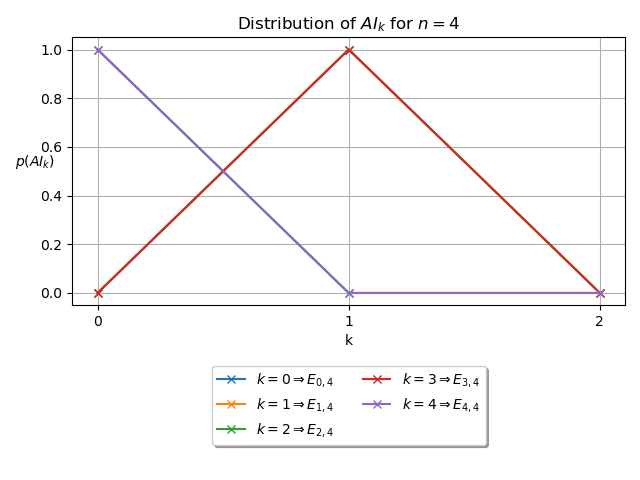 Distribution of $AI_k$ for $n = 4$
1.0
0.8
0.6
$p(AI_k)$
0.4
0.2
0.0
0 1 2
k
$k = 0 \Rightarrow E_{0,4}$ $k = 3 \Rightarrow E_{3,4}$
$k = 1 \Rightarrow E_{1,4}$ $k = 4 \Rightarrow E_{4,4}$
$k = 2 \Rightarrow E_{2,4}$